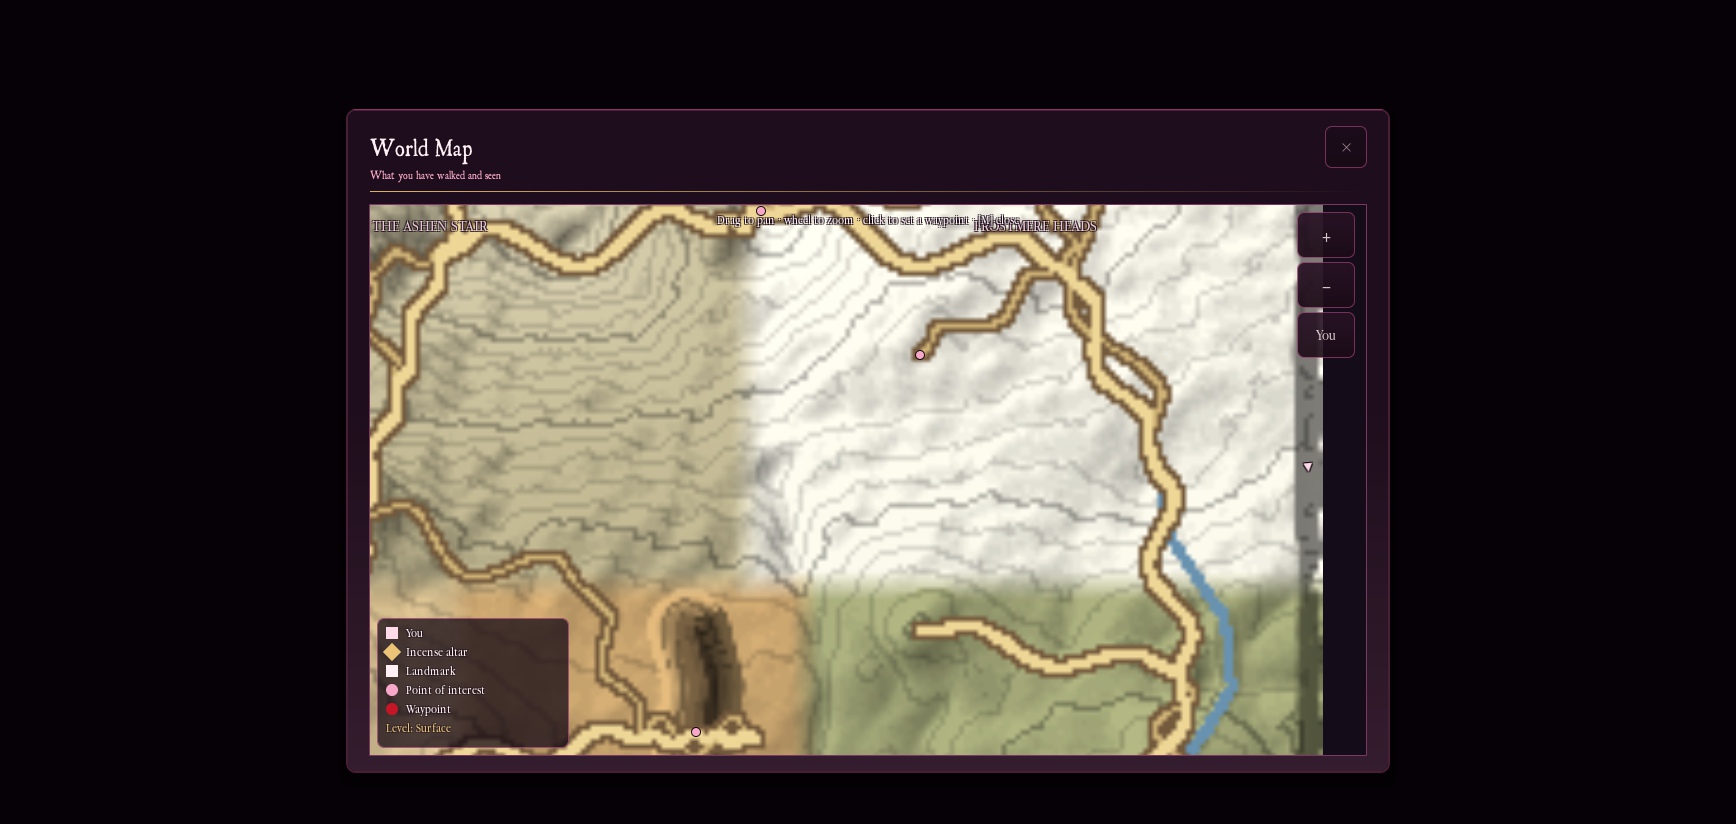 World Map
×
What you have walked and seen
Drag to pan · wheel to zoom · click to set a waypoint · [M] close
THE ASHEN STAIR
FROSTMERE HEADS
+
–
You
You
Incense altar
Landmark
Point of interest
Waypoint
Level: Surface